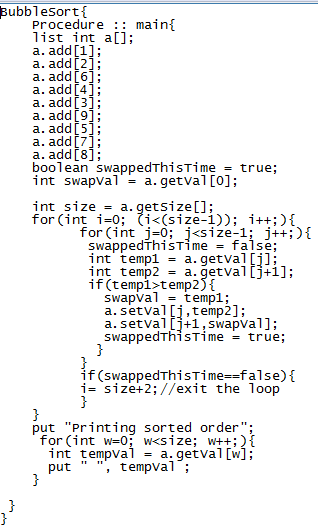 BubbleSort{
    Procedure :: main{
    list int a[];
    a.add[1];
    a.add[2];
    a.add[6];
    a.add[4];
    a.add[3];
    a.add[9];
    a.add[5];
    a.add[7];
    a.add[8];
    boolean swappedThisTime = true;
    int swapVal = a.getVal[0];

    int size = a.getSize[];
    for(int i=0; (i<(size-1)); i++;){
          for(int j=0; j<size-1; j++;){
           swappedThisTime = false;
           int temp1 = a.getVal[j];
           int temp2 = a.getVal[j+1];
           if(temp1>temp2){
             swapVal = temp1;
             a.setVal[j,temp2];
             a.setVal[j+1,swapVal];
             swappedThisTime = true;
            }
          }
          if(swappedThisTime==false){
          i= size+2;//exit the loop
          }
    }
    put "Printing sorted order";
     for(int w=0; w<size; w++;){
      int tempVal = a.getVal[w];
      put " ", tempVal ;
    }

 }
}